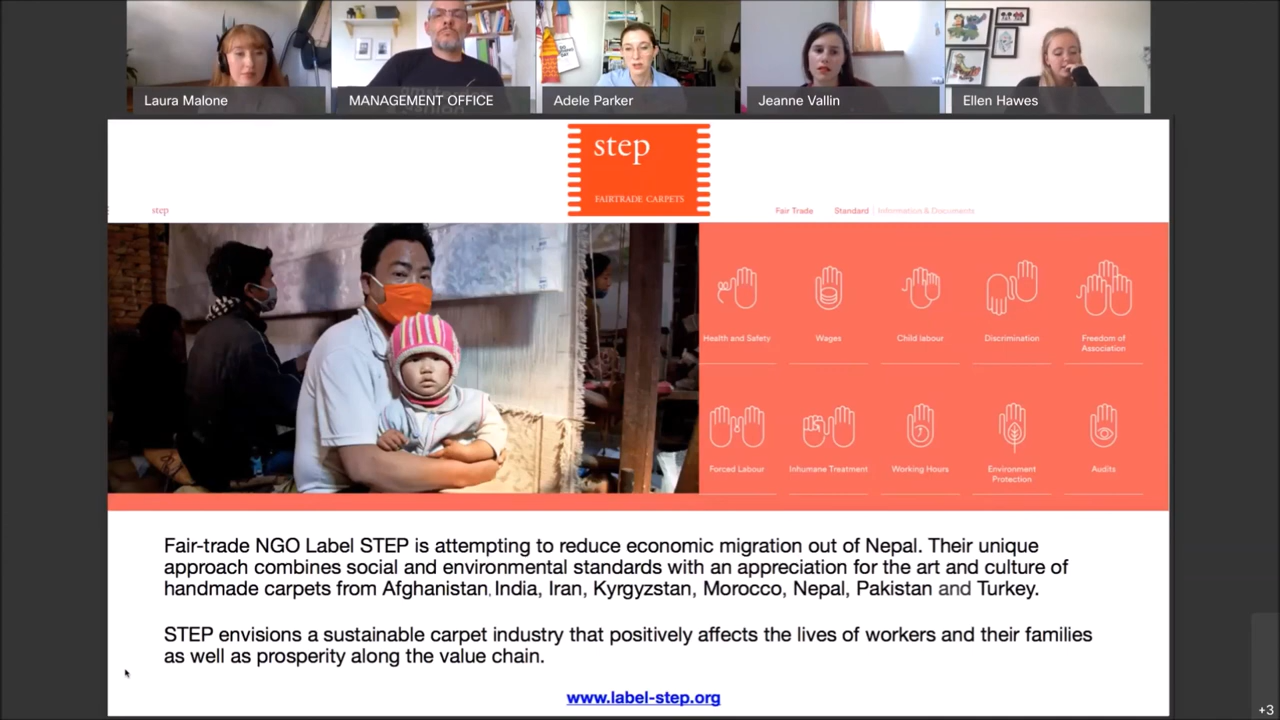 Laura Malone
MANAGEMENT OFFICE
Adele Parker
Jeanne Vallin
Ellen Hawes
step
FAIRTRADE CARPETS
step
Fair Trade
Standard
Information & Documents
Health and Safety
Wages
Child labour
Discrimination
Freedom of
Association
Forced Labour
Inhumane Treatment
Working Hours
Environment
Protection
Audits
Fair-trade NGO Label STEP is attempting to reduce economic migration out of Nepal. Their unique
approach combines social and environmental standards with an appreciation for the art and culture of
handmade carpets from Afghanistan, India, Iran, Kyrgyzstan, Morocco, Nepal, Pakistan and Turkey.
STEP envisions a sustainable carpet industry that positively affects the lives of workers and their families
as well as prosperity along the value chain.
www.label-step.org
+3